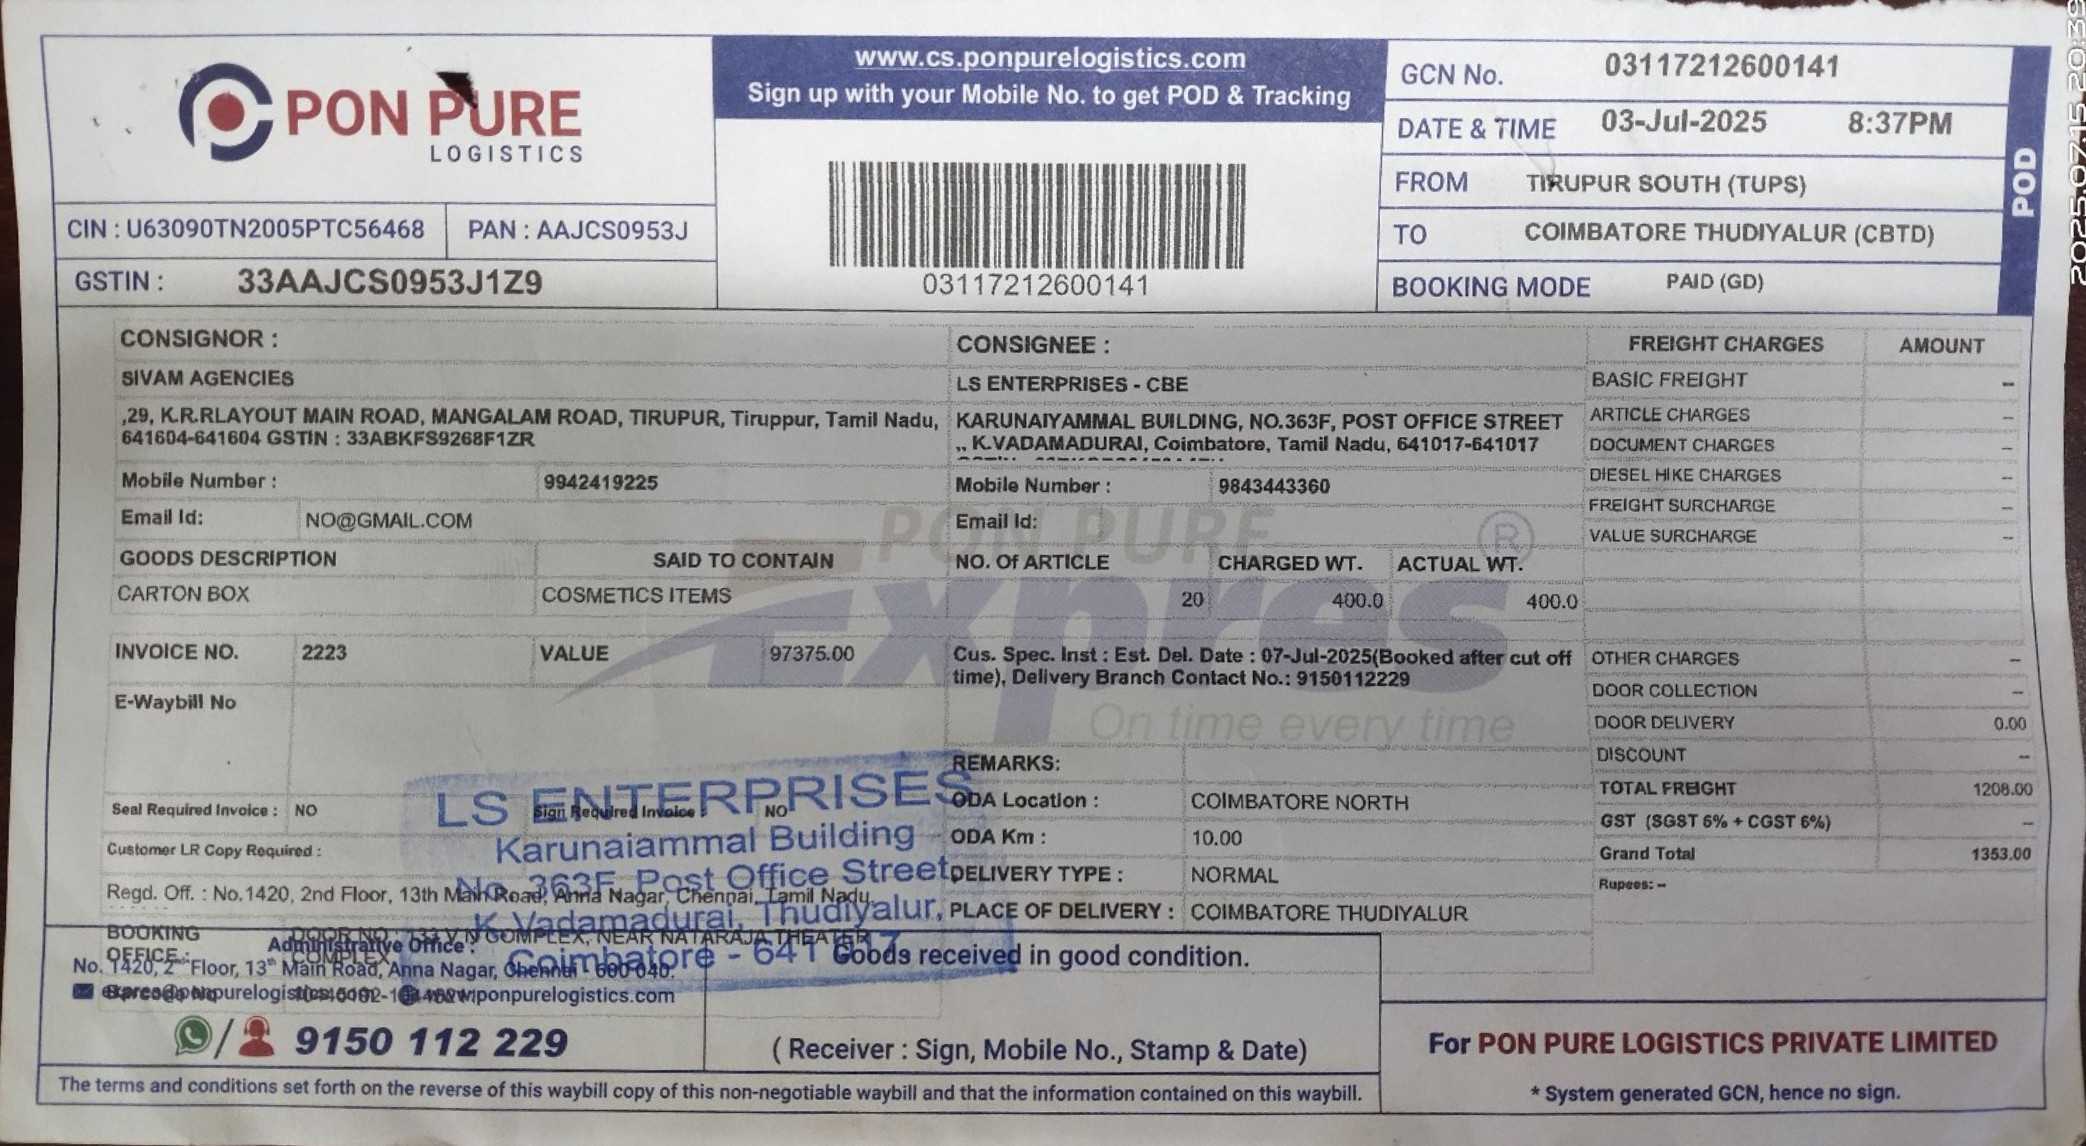 PON PURE
LOGISTICS
CIN : U63090TN2005PTC56468
PAN : AAJCS0953J
GSTIN : 33AAJCS0953J1Z9
www.cs.ponpurelogistics.com
Sign up with your Mobile No. to get POD & Tracking
03117212600141
GCN No. 03117212600141
DATE & TIME 03-Jul-2025 8:37PM
FROM TIRUPUR SOUTH (TUPS)
TO COIMBATORE THUDIYALUR (CBTD)
BOOKING MODE PAID (GD)
POD
2025.07.15 20:39
CONSIGNOR :
SIVAM AGENCIES
,29, K.R.RLAYOUT MAIN ROAD, MANGALAM ROAD, TIRUPUR, Tiruppur, Tamil Nadu,
641604-641604 GSTIN : 33ABKFS9268F1ZR
Mobile Number : 9942419225
Email Id: NO@GMAIL.COM
CONSIGNEE :
LS ENTERPRISES - CBE
KARUNAIYAMMAL BUILDING, NO.363F, POST OFFICE STREET
,, K.VADAMADURAI, Coimbatore, Tamil Nadu, 641017-641017
Mobile Number : 9843443360
Email Id:
GOODS DESCRIPTION SAID TO CONTAIN NO. Of ARTICLE CHARGED WT. ACTUAL WT.
CARTON BOX COSMETICS ITEMS 20 400.0 400.0
PON PURE
Expres
®
On time every time
INVOICE NO. 2223 VALUE 97375.00
Cus. Spec. Inst : Est. Del. Date : 07-Jul-2025(Booked after cut off
time), Delivery Branch Contact No.: 9150112229
E-Waybill No
REMARKS:
Seal Required Invoice : NO Sign Required Invoice : NO
ODA Location : COIMBATORE NORTH
Customer LR Copy Required :
ODA Km : 10.00
DELIVERY TYPE : NORMAL
Regd. Off. : No.1420, 2nd Floor, 13th Main Road, Anna Nagar, Chennai, Tamil Nadu
PLACE OF DELIVERY : COIMBATORE THUDIYALUR
FREIGHT CHARGES AMOUNT
BASIC FREIGHT --
ARTICLE CHARGES --
DOCUMENT CHARGES --
DIESEL HIKE CHARGES --
FREIGHT SURCHARGE --
VALUE SURCHARGE --
OTHER CHARGES --
DOOR COLLECTION --
DOOR DELIVERY 0.00
DISCOUNT --
TOTAL FREIGHT 1208.00
GST (SGST 6% + CGST 6%) --
Grand Total 1353.00
Rupees: --
LS ENTERPRISES
Karunaiammal Building
No. 363F, Post Office Street,
K. Vadamadurai, Thudiyalur,
Coimbatore - 641 017
BOOKING
OFFICE :
COMPLEX, NEAR NATARAJA THEATER
COMPLEX
Administrative Office :
No. 1420, 2nd Floor, 13th Main Road, Anna Nagar, Chennai - 600 040.
www.ponpurelogistics.com
9150 112 229
Goods received in good condition.
( Receiver : Sign, Mobile No., Stamp & Date)
For PON PURE LOGISTICS PRIVATE LIMITED
* System generated GCN, hence no sign.
The terms and conditions set forth on the reverse of this waybill copy of this non-negotiable waybill and that the information contained on this waybill.